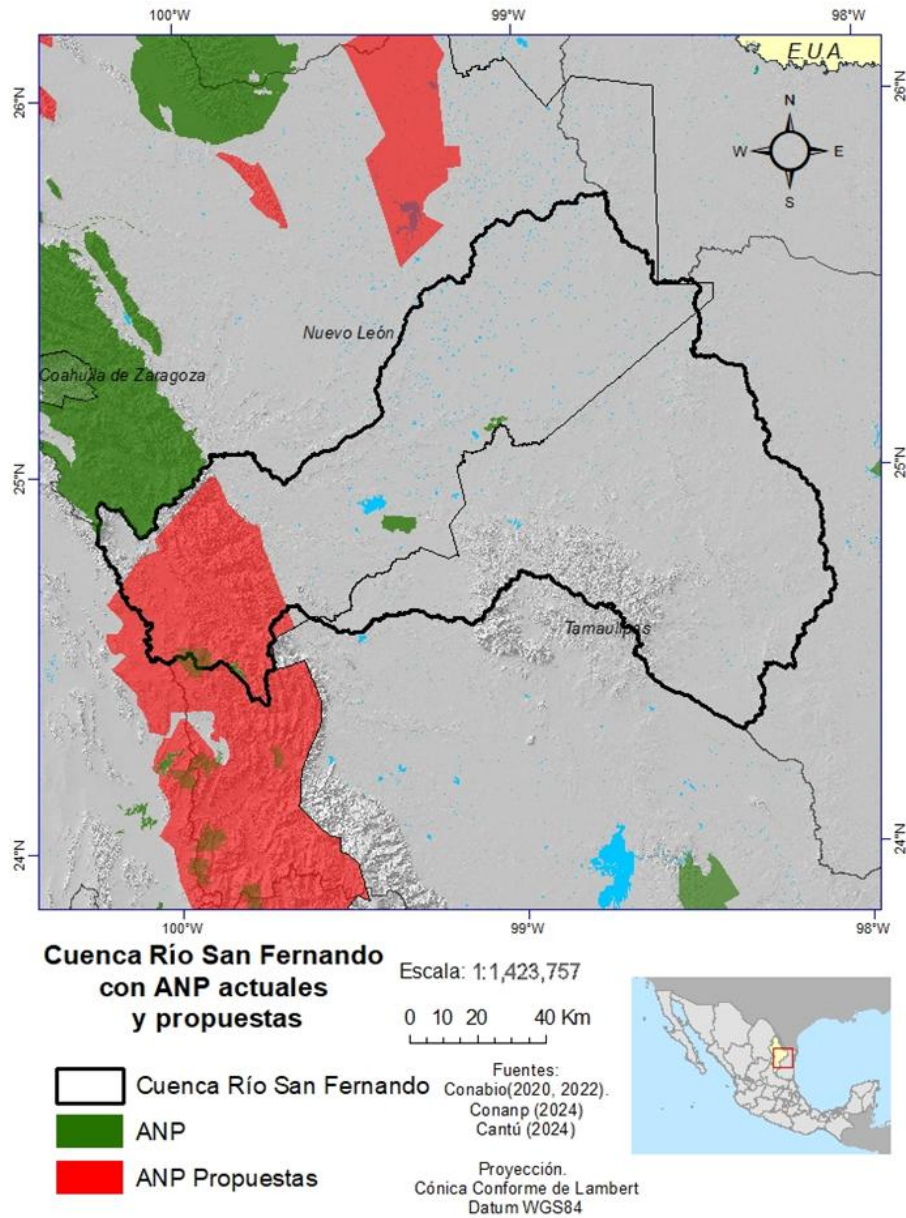 100°W 99°W 98°W
E.U.A.
26°N 26°N
N
W E
S
Nuevo León
Coahuila de Zaragoza
25°N 25°N
Tamaulipas
24°N 24°N
100°W 99°W 98°W
Cuenca Río San Fernando
con ANP actuales
y propuestas
Escala: 1:1,423,757
0 10 20 40 Km
Cuenca Río San Fernando
ANP
ANP Propuestas
Fuentes:
Conabio(2020, 2022).
Conanp (2024)
Cantú (2024)
Proyección.
Cónica Conforme de Lambert
Datum WGS84